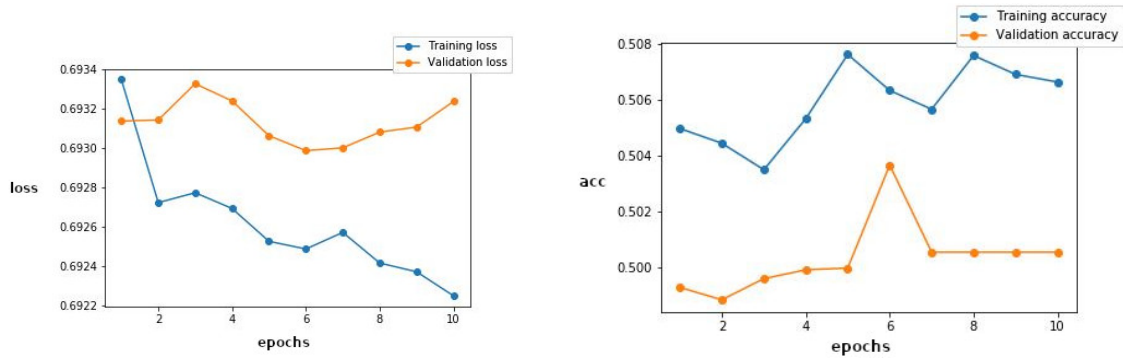 Training loss
Validation loss
0.6934
0.6932
0.6930
0.6928
0.6926
0.6924
0.6922
loss
2 4 6 8 10
epochs
Training accuracy
Validation accuracy
0.508
0.506
0.504
0.502
0.500
acc
2 4 6 8 10
epochs